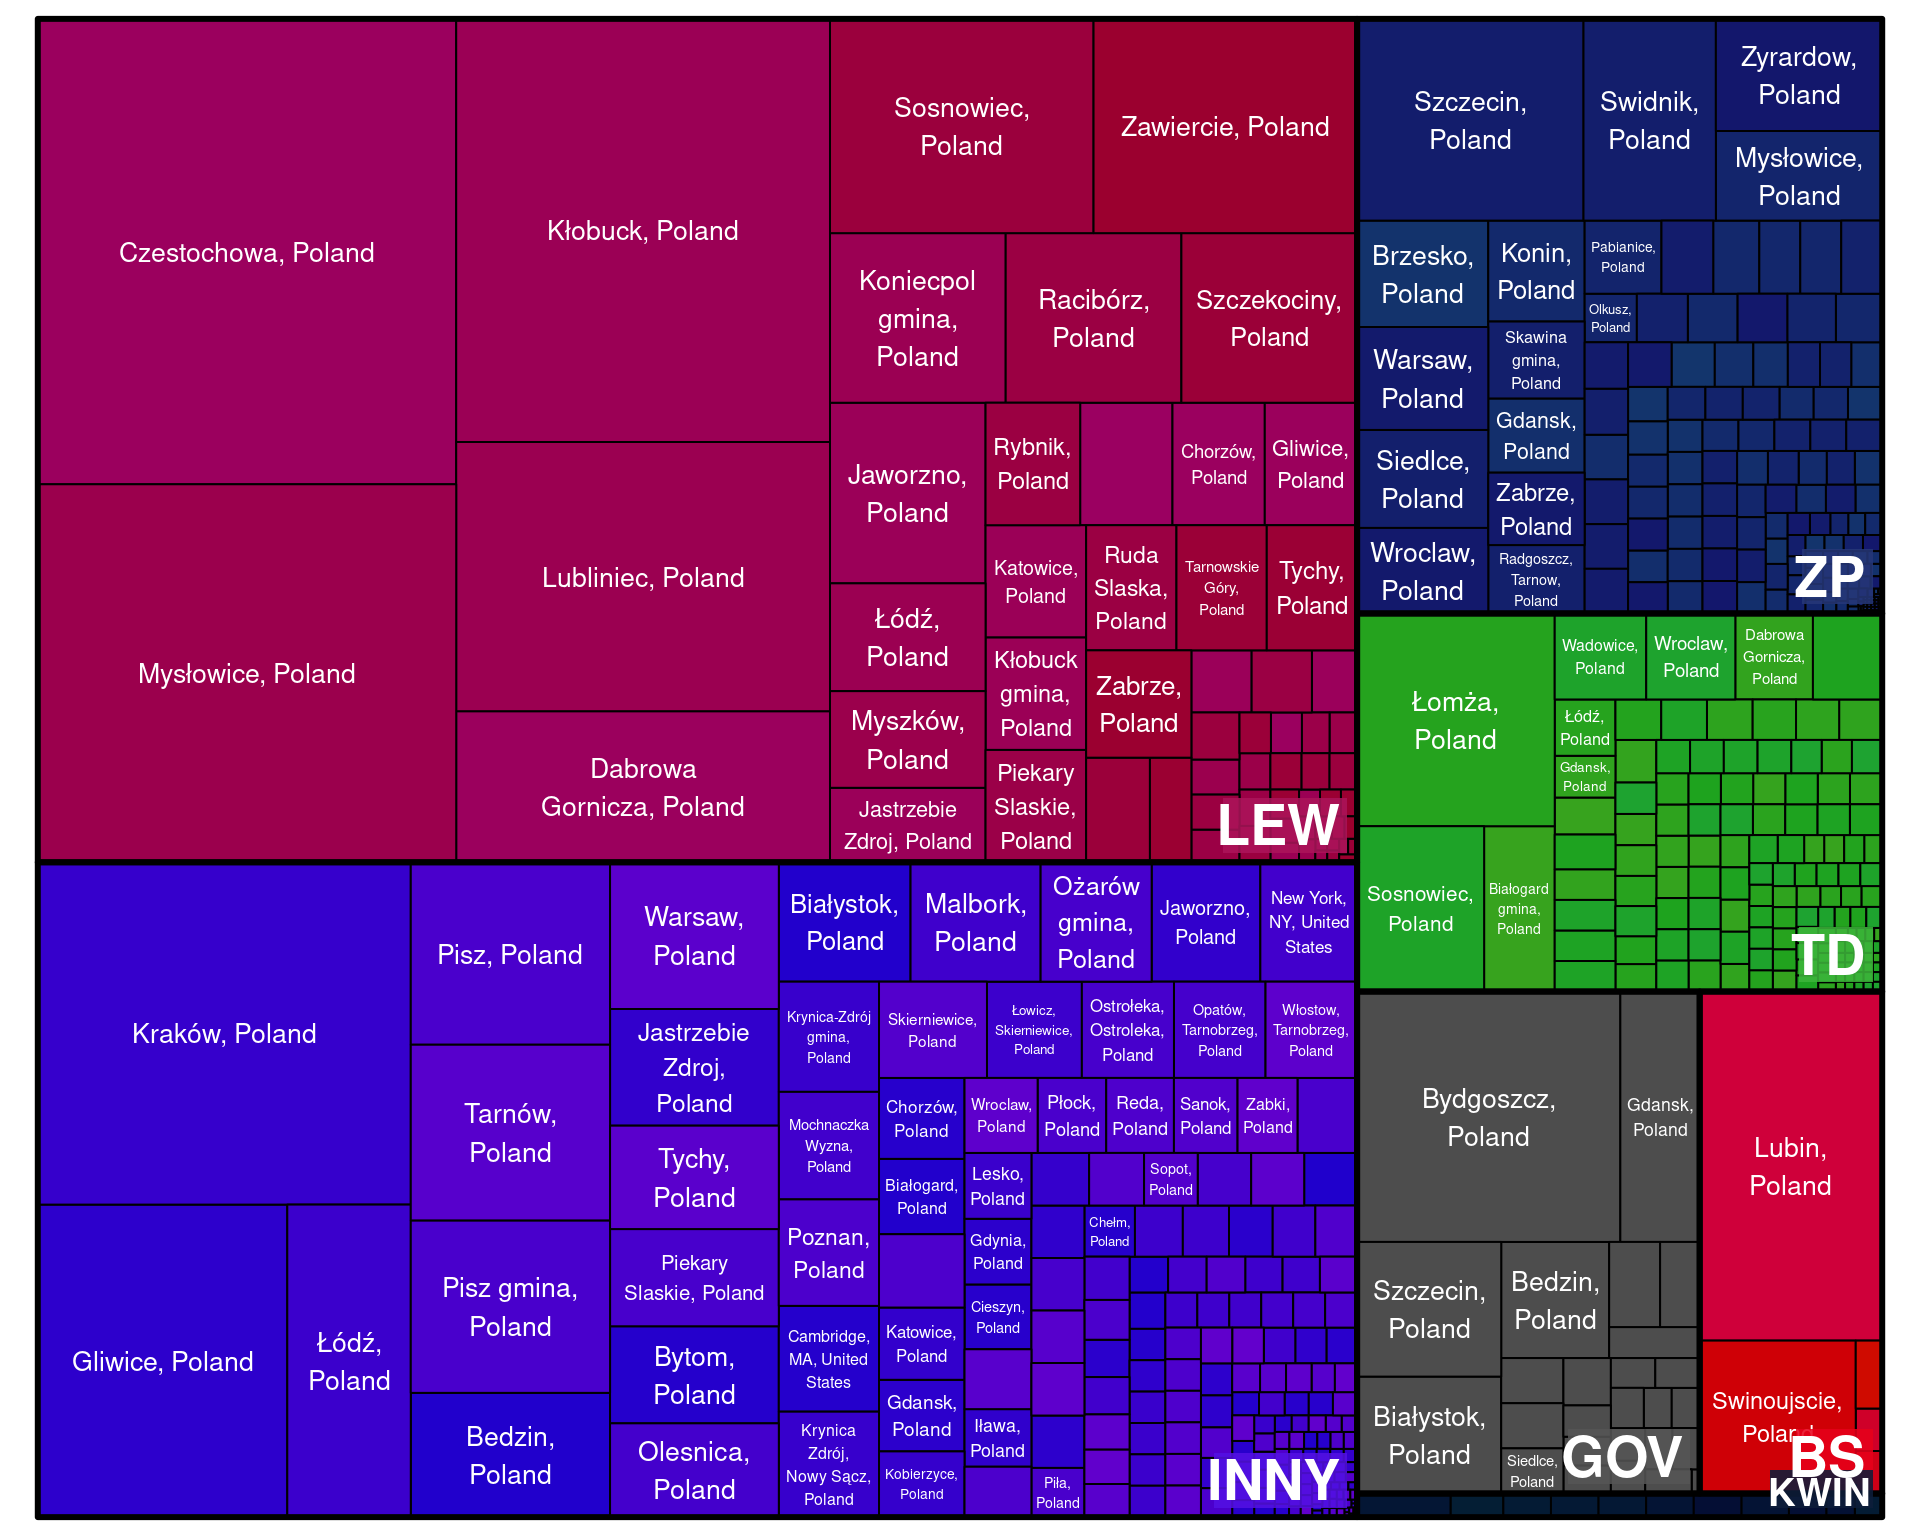 Czestochowa, Poland
Mysłowice, Poland
Kłobuck, Poland
Lubliniec, Poland
Dabrowa
Gornicza, Poland
Sosnowiec,
Poland
Zawiercie, Poland
Koniecpol
gmina,
Poland
Racibórz,
Poland
Szczekociny,
Poland
Jaworzno,
Poland
Łódź,
Poland
Myszków,
Poland
Jastrzebie
Zdroj, Poland
Rybnik,
Poland
Chorzów,
Poland
Gliwice,
Poland
Katowice,
Poland
Kłobuck
gmina,
Poland
Piekary
Slaskie,
Poland
Ruda
Slaska,
Poland
Tarnowskie
Góry,
Poland
Tychy,
Poland
Zabrze,
Poland
LEW
Kraków, Poland
Gliwice, Poland
Łódź,
Poland
Pisz, Poland
Tarnów,
Poland
Pisz gmina,
Poland
Bedzin,
Poland
Warsaw,
Poland
Jastrzebie
Zdroj,
Poland
Tychy,
Poland
Piekary
Slaskie, Poland
Bytom,
Poland
Olesnica,
Poland
Białystok,
Poland
Malbork,
Poland
Ożarów
gmina,
Poland
Jaworzno,
Poland
New York,
NY, United
States
Krynica-Zdrój
gmina,
Poland
Mochnaczka
Wyzna,
Poland
Poznan,
Poland
Cambridge,
MA, United
States
Krynica
Zdrój,
Nowy Sącz,
Poland
Skierniewice,
Poland
Łowicz,
Skierniewice,
Poland
Ostrołeka,
Ostroleka,
Poland
Opatów,
Tarnobrzeg,
Poland
Włostow,
Tarnobrzeg,
Poland
Chorzów,
Poland
Białogard,
Poland
Katowice,
Poland
Gdansk,
Poland
Kobierzyce,
Poland
Wroclaw,
Poland
Płock,
Poland
Reda,
Poland
Sanok,
Poland
Zabki,
Poland
Lesko,
Poland
Gdynia,
Poland
Cieszyn,
Poland
Iława,
Poland
Sopot,
Poland
Chełm,
Poland
Piła,
Poland
INNY
Szczecin,
Poland
Swidnik,
Poland
Zyrardow,
Poland
Mysłowice,
Poland
Brzesko,
Poland
Warsaw,
Poland
Siedlce,
Poland
Wroclaw,
Poland
Konin,
Poland
Skawina
gmina,
Poland
Gdansk,
Poland
Zabrze,
Poland
Radgoszcz,
Tarnow,
Poland
Pabianice,
Poland
Olkusz,
Poland
ZP
Łomża,
Poland
Sosnowiec,
Poland
Białogard
gmina,
Poland
Wadowice,
Poland
Wroclaw,
Poland
Dabrowa
Gornicza,
Poland
Łódź,
Poland
Gdansk,
Poland
TD
Bydgoszcz,
Poland
Gdansk,
Poland
Szczecin,
Poland
Białystok,
Poland
Bedzin,
Poland
Siedlce,
Poland
GOV
Lubin,
Poland
Swinoujscie,
Poland
BS
KWIN